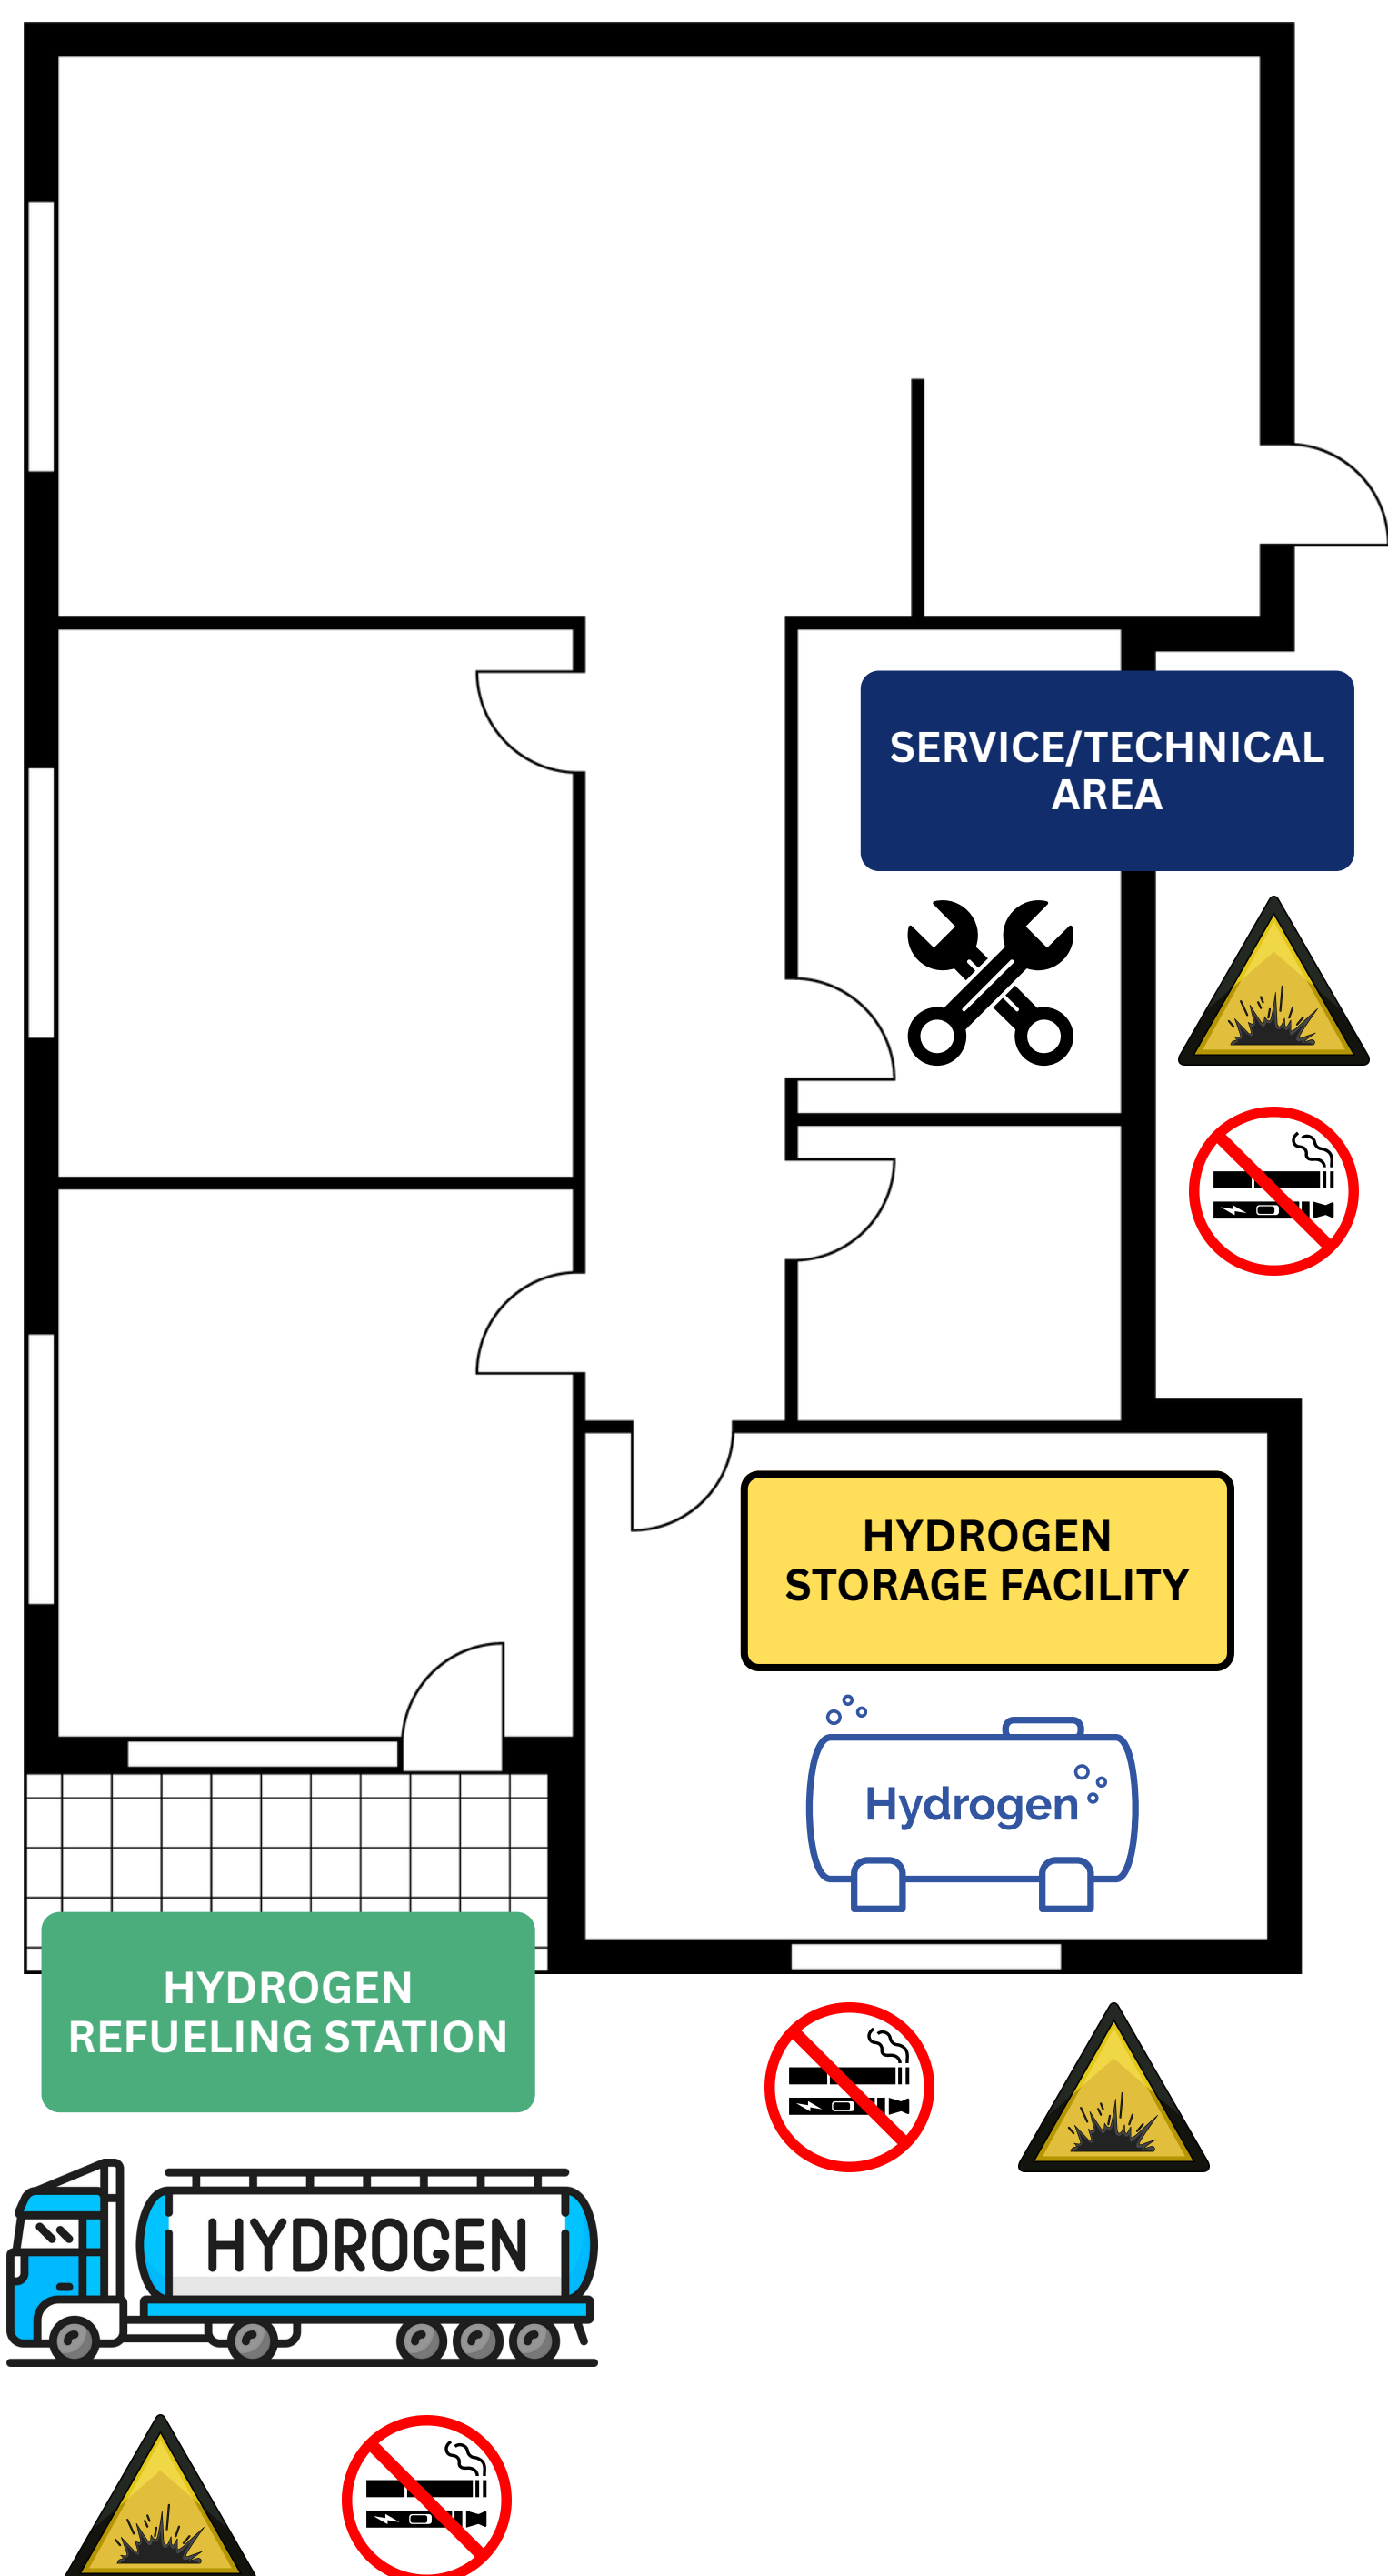 SERVICE/TECHNICAL
AREA
HYDROGEN
STORAGE FACILITY
Hydrogen
HYDROGEN
REFUELING STATION
HYDROGEN